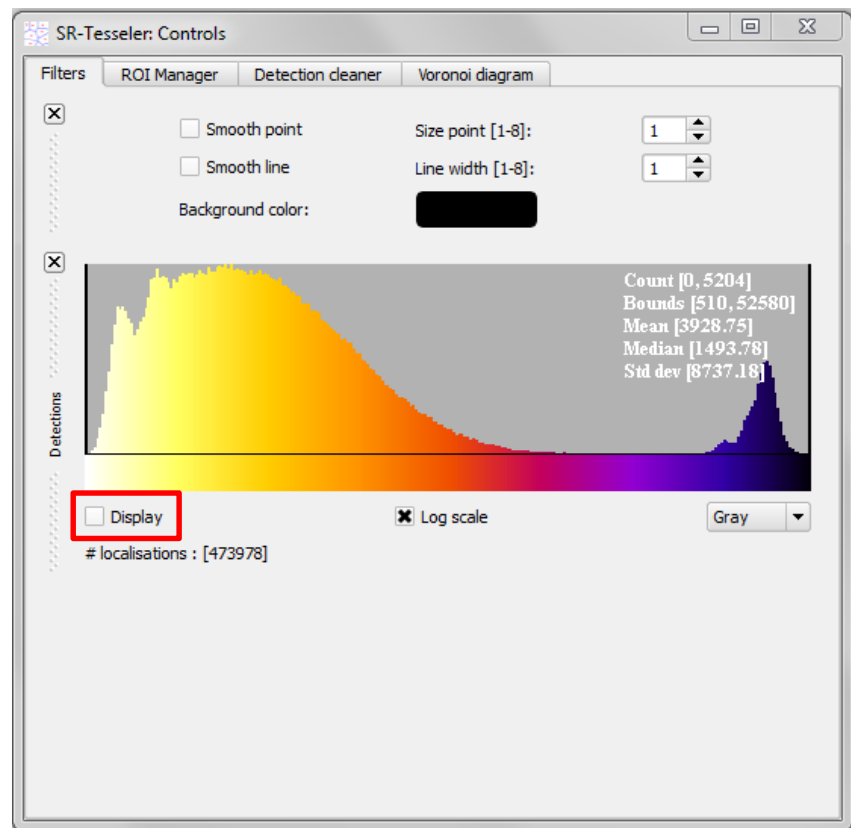 SR-Tesseler: Controls
Filters ROI Manager Detection cleaner Voronoi diagram
Smooth point Size point [1-8]: 1
Smooth line Line width [1-8]: 1
Background color:
Count [0, 5204]
Bounds [510, 52580]
Mean [3928.75]
Median [1493.78]
Std dev [8737.18]
Detections
Display Log scale Gray
# localisations : [473978]